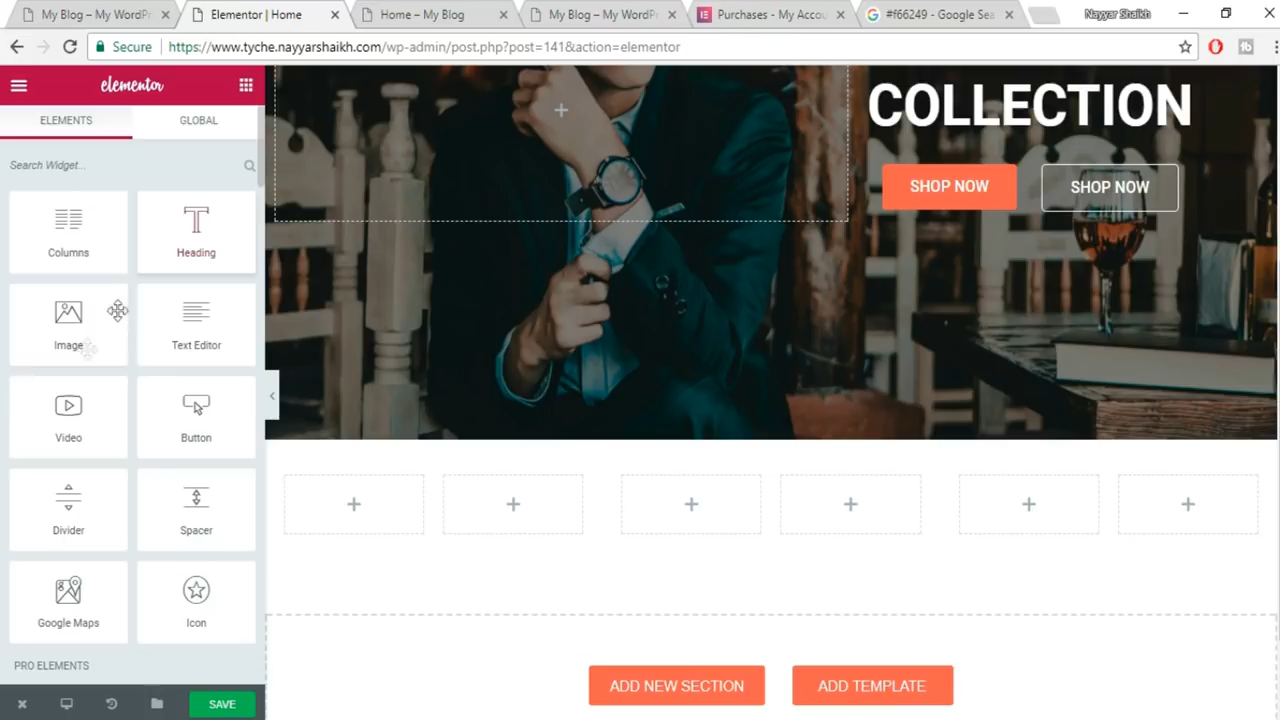 My Blog – My WordPr
Elementor | Home
Home – My Blog
My Blog – My WordPr
Purchases - My Accou
#f66249 - Google Sea
Nayyar Shaikh
Secure
https://www.tyche.nayyarshaikh.com/wp-admin/post.php?post=141&action=elementor
elementor
ELEMENTS
GLOBAL
Search Widget...
Columns
Heading
Image
Text Editor
Video
Button
Divider
Spacer
Google Maps
Icon
PRO ELEMENTS
SAVE
COLLECTION
SHOP NOW
SHOP NOW
ADD NEW SECTION
ADD TEMPLATE